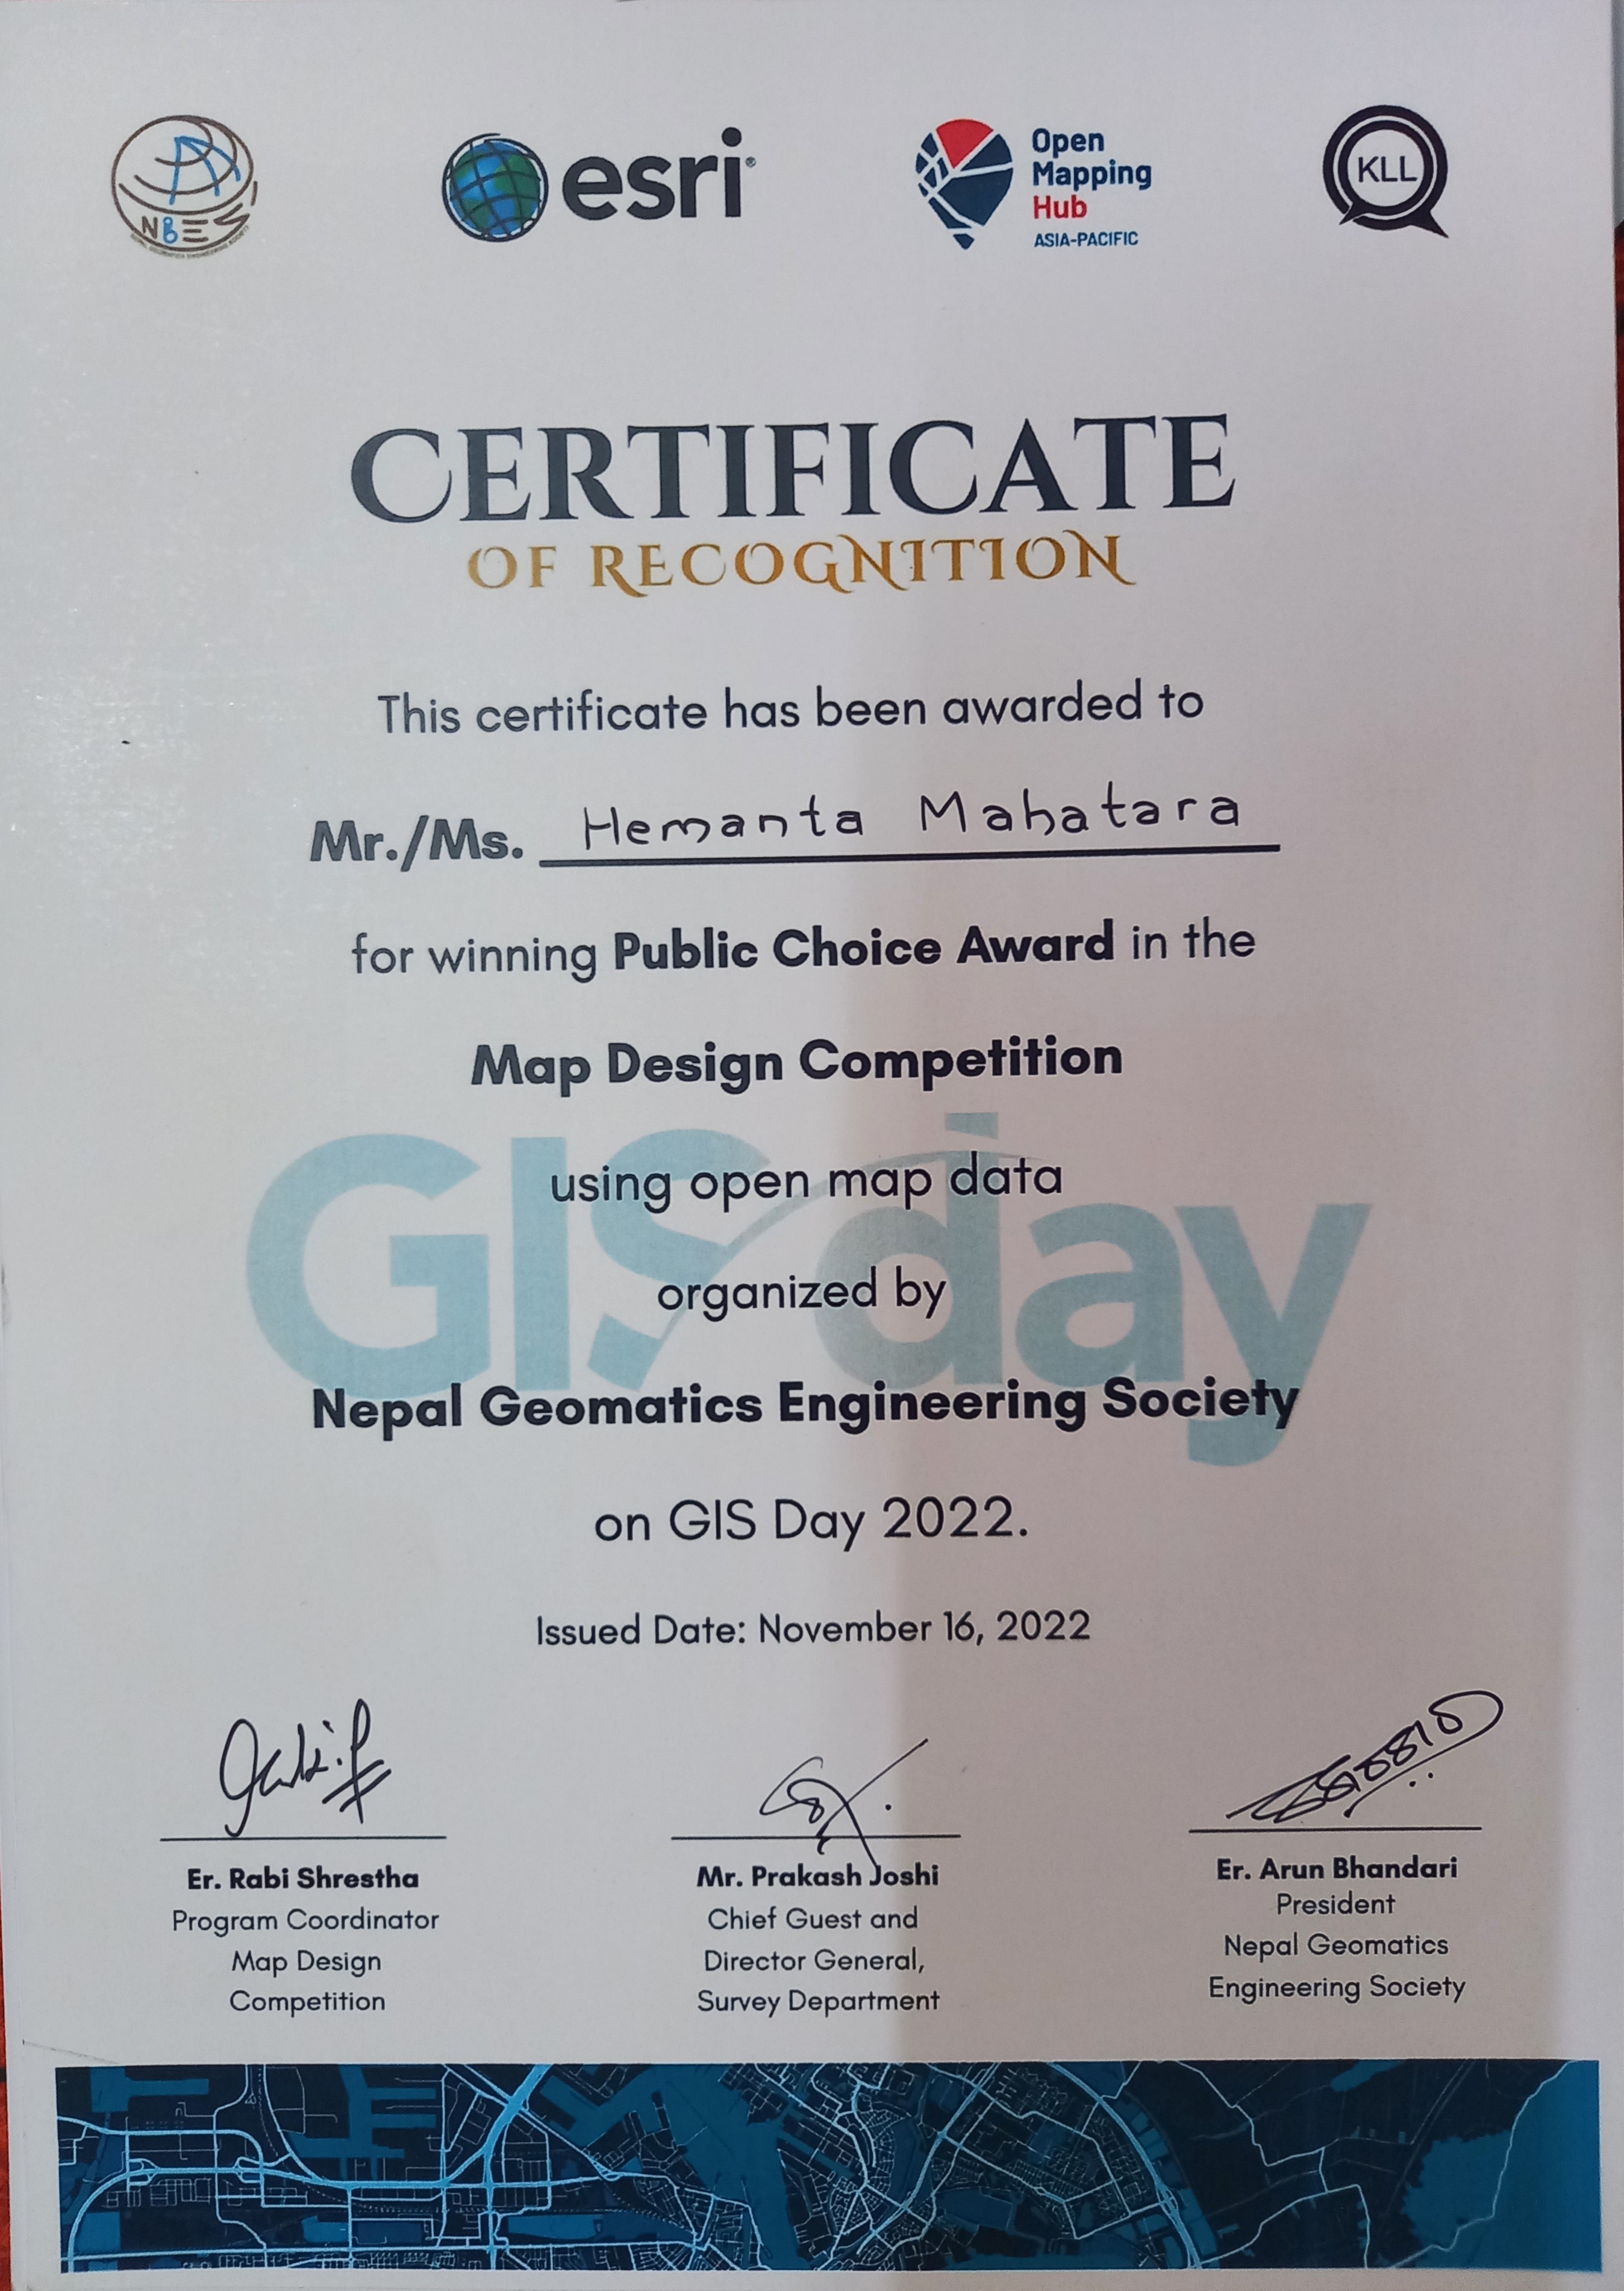 NGES
esri
Open
Mapping
Hub
ASIA-PACIFIC
KLL
CERTIFICATE
OF RECOGNITION
This certificate has been awarded to
Mr./Ms. Hemanta Mahatara
for winning Public Choice Award in the
Map Design Competition
GIS day
using open map data
organized by
Nepal Geomatics Engineering Society
on GIS Day 2022.
Issued Date: November 16, 2022
Er. Rabi Shrestha
Program Coordinator
Map Design
Competition
Mr. Prakash Joshi
Chief Guest and
Director General,
Survey Department
Er. Arun Bhandari
President
Nepal Geomatics
Engineering Society